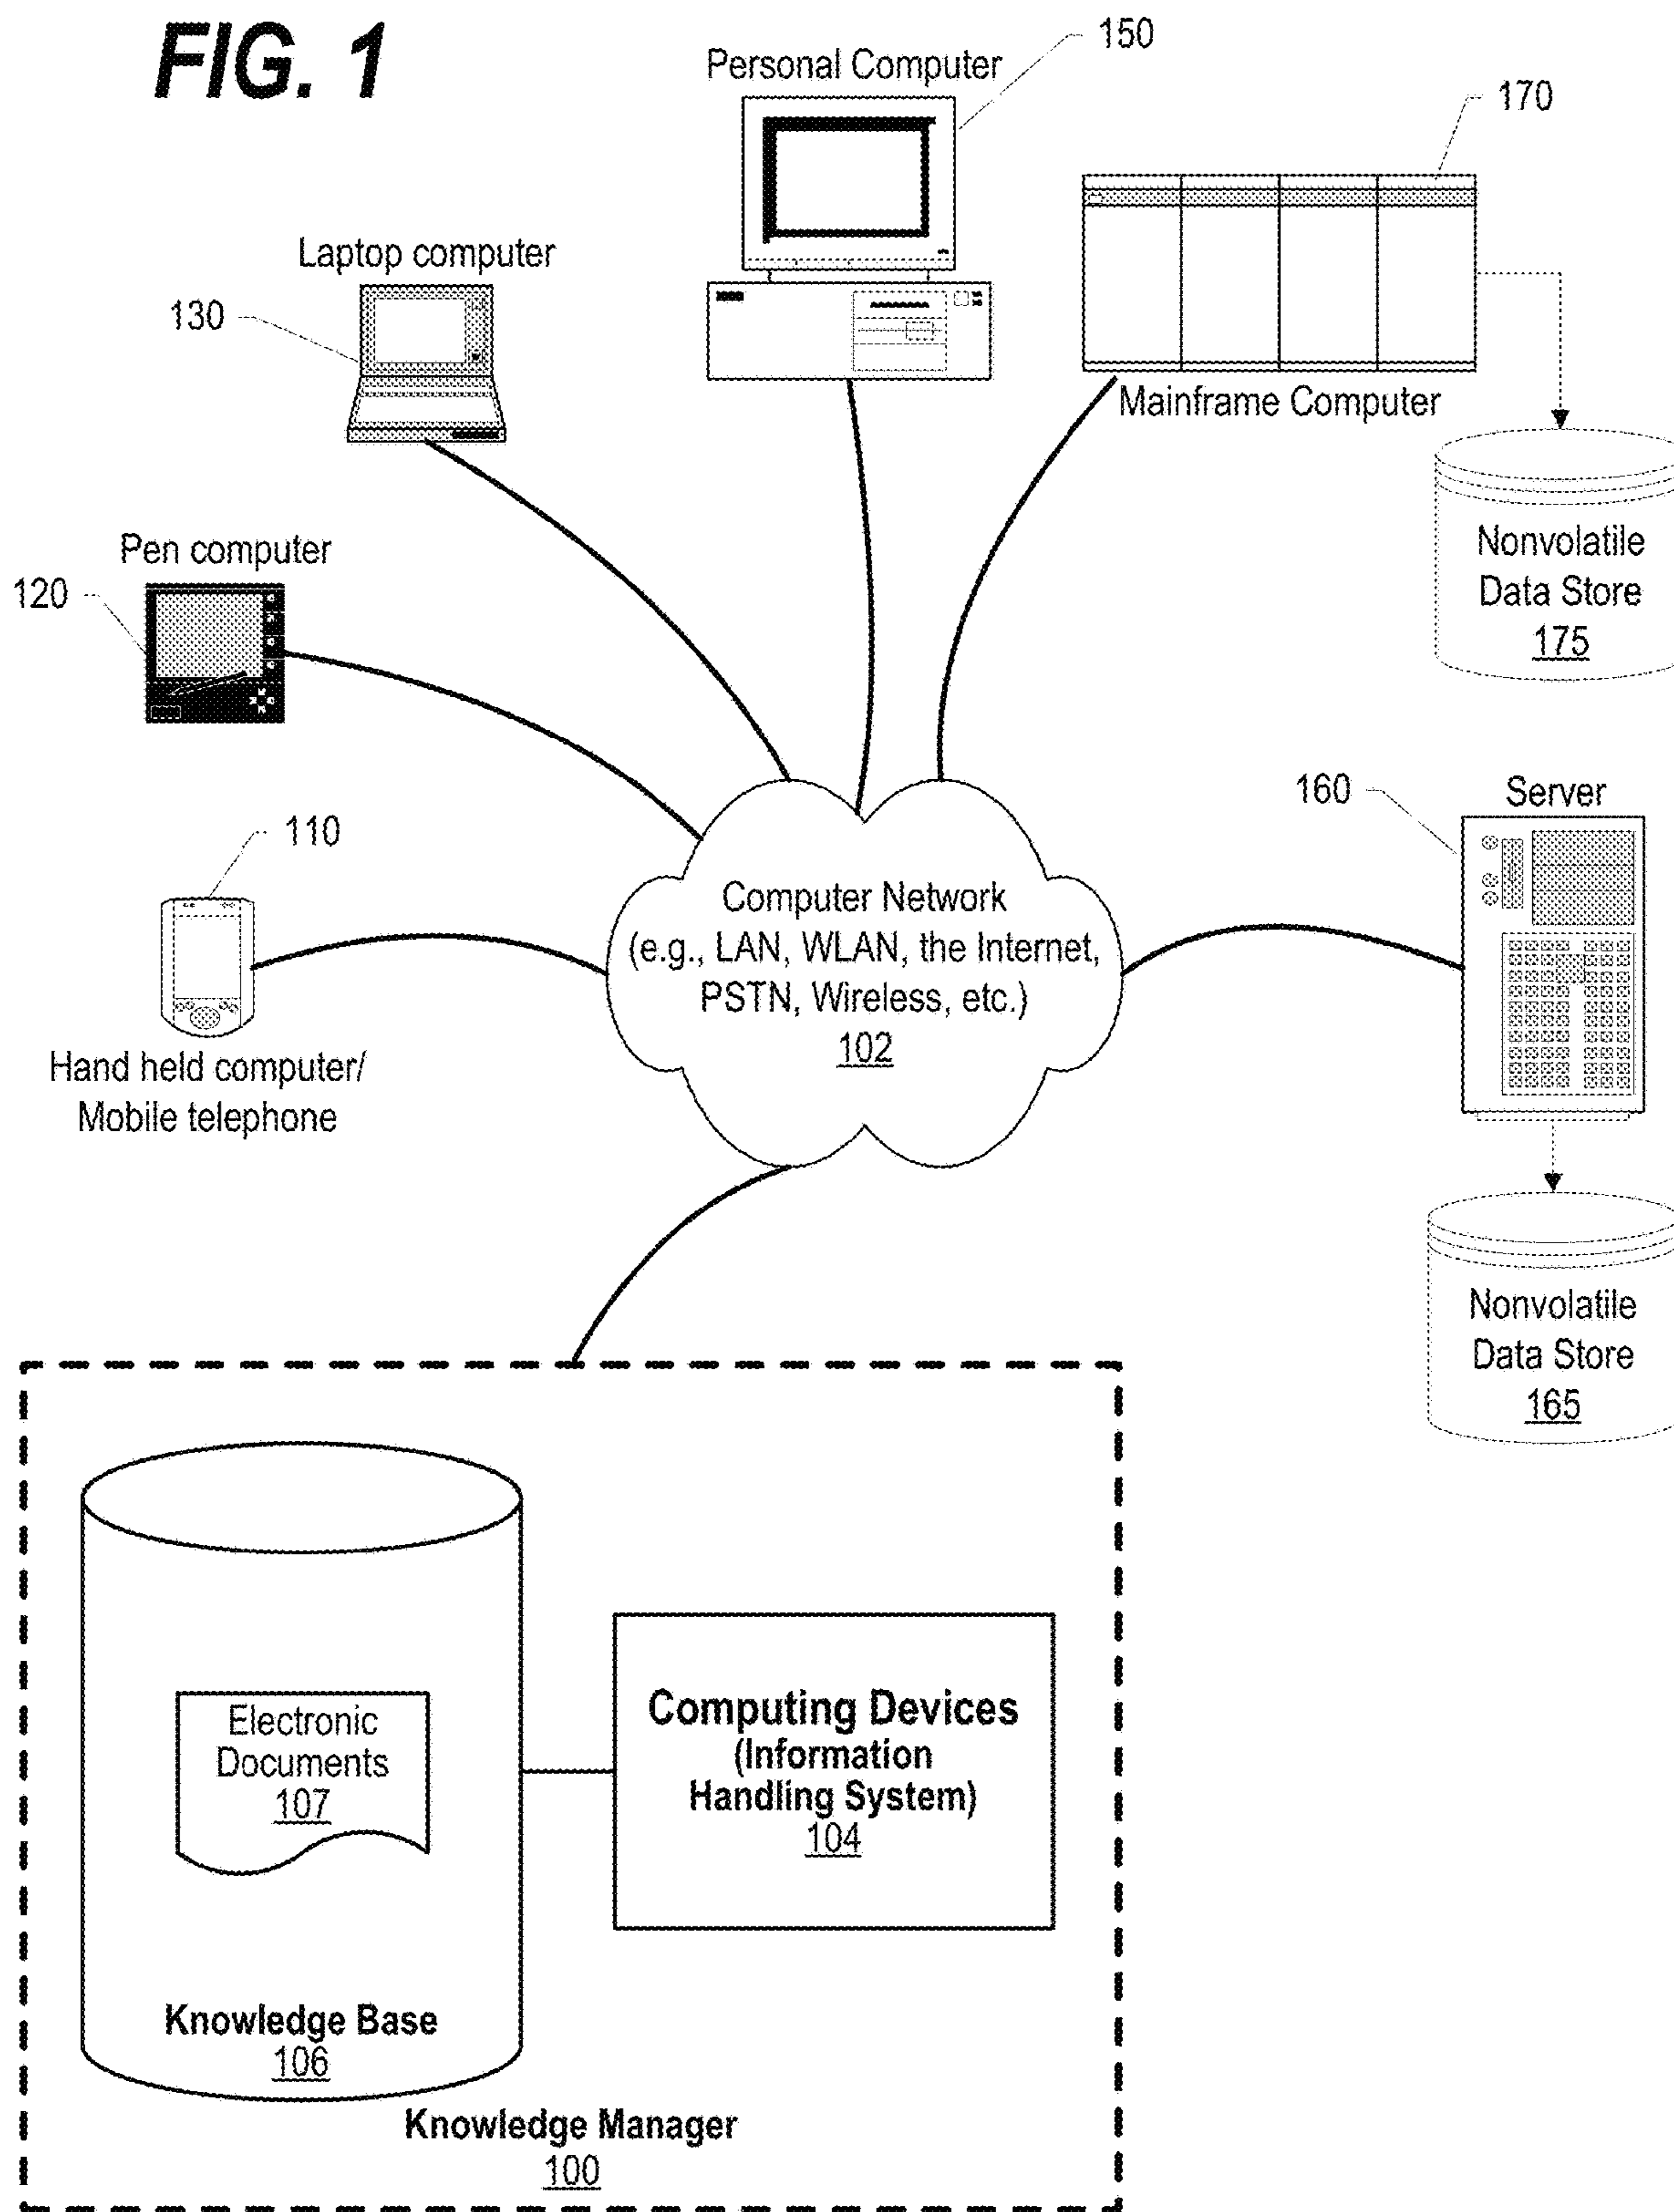 FIG. 1
Personal Computer
150
170
Laptop computer
130
Mainframe Computer
Nonvolatile
Data Store
175
Pen computer
120
160
Server
110
Computer Network
(e.g., LAN, WLAN, the Internet,
PSTN, Wireless, etc.)
102
Hand held computer/
Mobile telephone
Nonvolatile
Data Store
165
Electronic
Documents
107
Computing Devices
(Information
Handling System)
104
Knowledge Base
106
Knowledge Manager
100